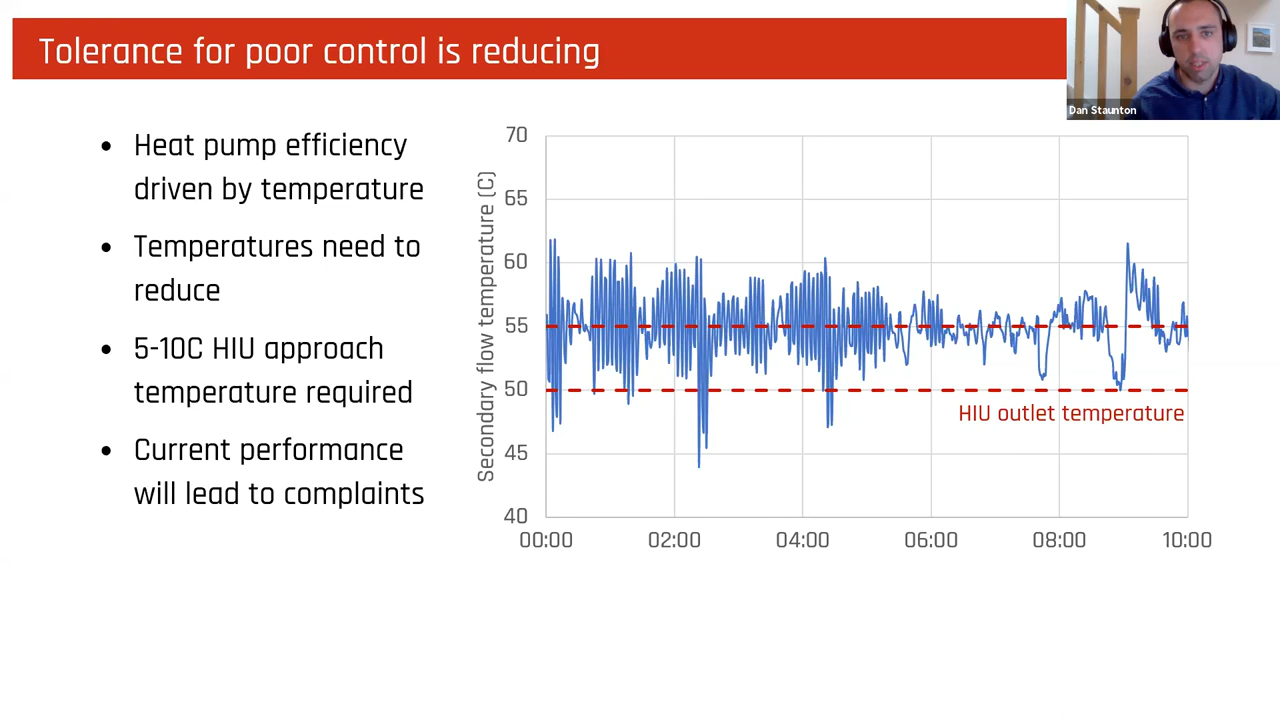 Tolerance for poor control is reducing
Dan Staunton
• Heat pump efficiency
driven by temperature
• Temperatures need to
reduce
• 5-10C HIU approach
temperature required
• Current performance
will lead to complaints
Secondary flow temperature (C)
70
65
60
55
50
45
40
HIU outlet temperature
00:00 02:00 04:00 06:00 08:00 10:00